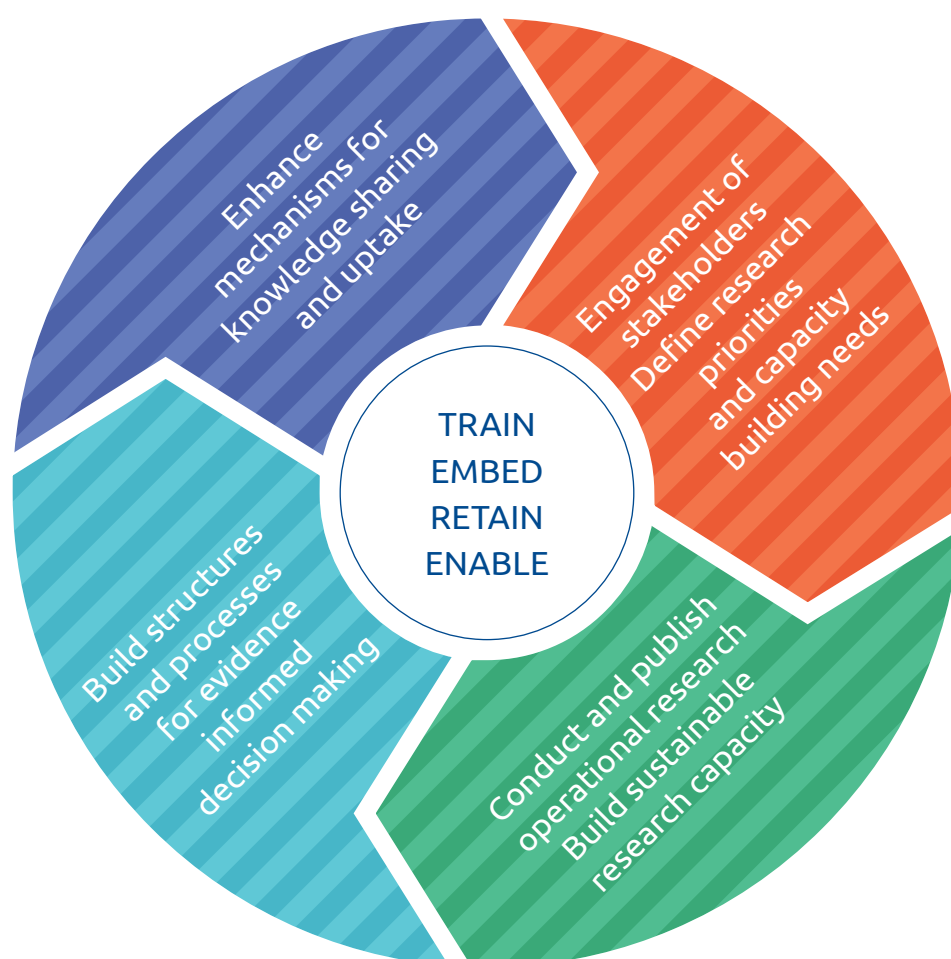 Enhance
mechanisms for
knowledge sharing
and uptake
Engagement of
stakeholders
Define research
priorities
and capacity
building needs
TRAIN
EMBED
RETAIN
ENABLE
Build structures
and processes
for evidence
informed
decision making
Conduct and publish
operational research
Build sustainable
research capacity